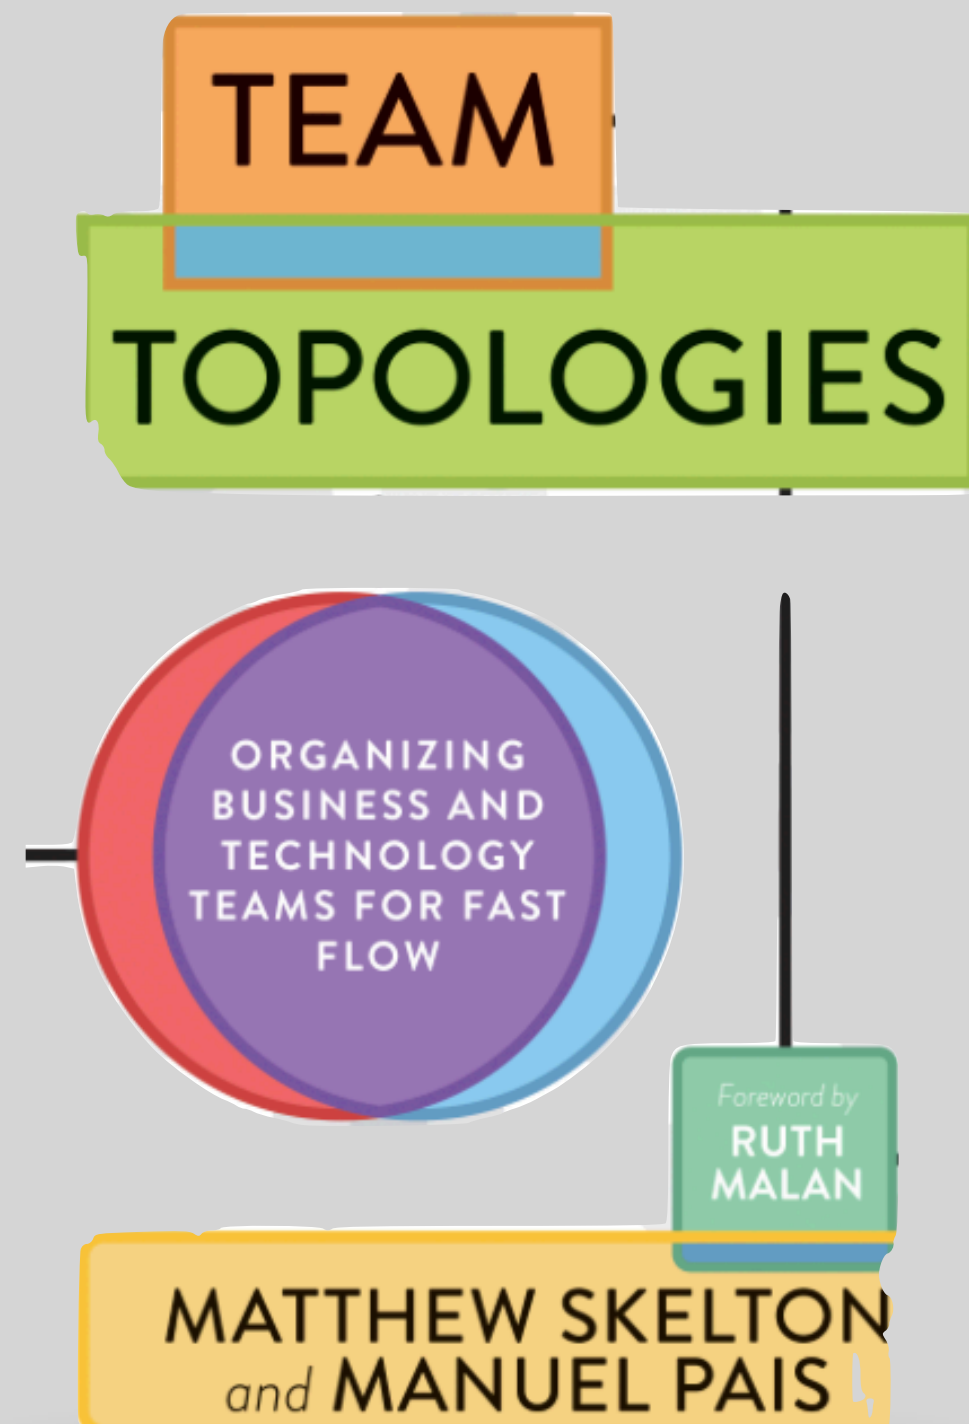 TEAM
TOPOLOGIES
ORGANIZING
BUSINESS AND
TECHNOLOGY
TEAMS FOR FAST
FLOW
Foreword by
RUTH
MALAN
MATTHEW SKELTON
and MANUEL PAIS